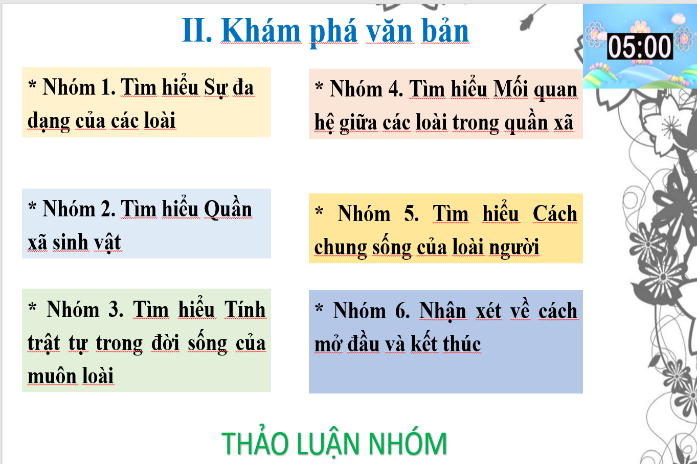 II. Khám phá văn bản
05:00
* Nhóm 1. Tìm hiểu Sự đa
dạng của các loài
* Nhóm 2. Tìm hiểu Quần
xã sinh vật
* Nhóm 3. Tìm hiểu Tính
trật tự trong đời sống của
muôn loài
* Nhóm 4. Tìm hiểu Mối quan
hệ giữa các loài trong quần xã
* Nhóm 5. Tìm hiểu Cách
chung sống của loài người
* Nhóm 6. Nhận xét về cách
mở đầu và kết thúc
THẢO LUẬN NHÓM